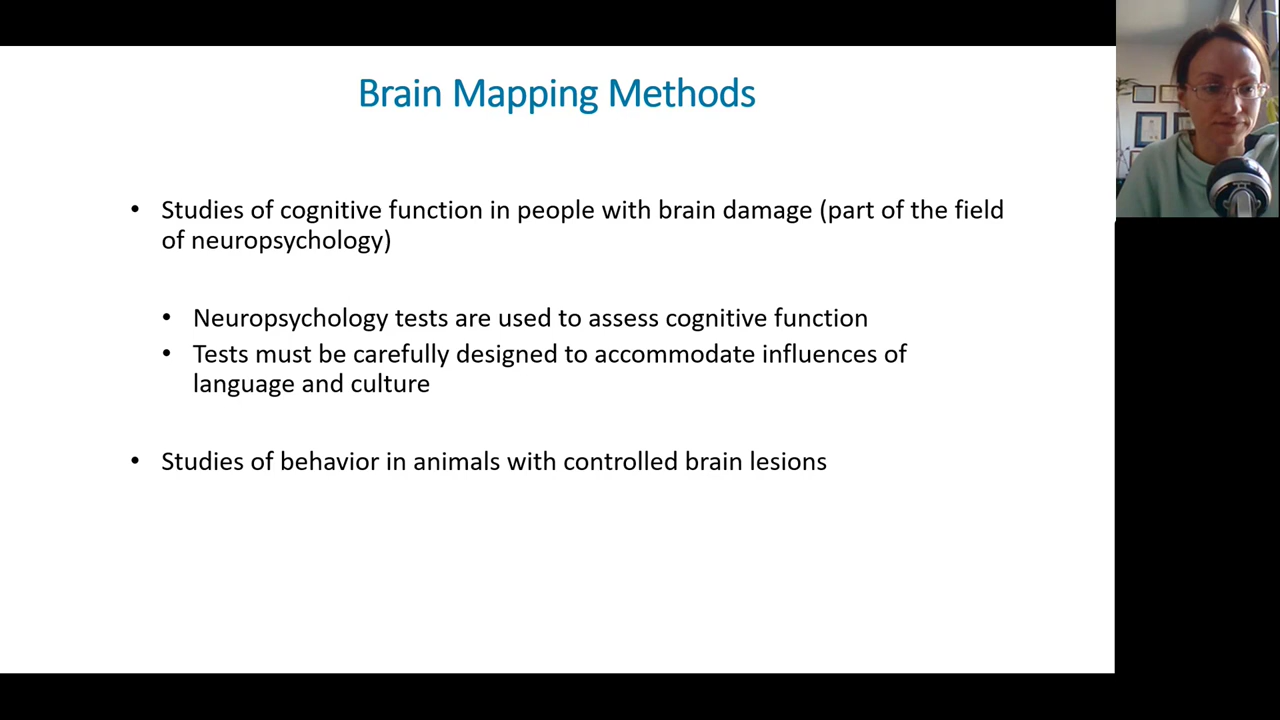 Brain Mapping Methods
• Studies of cognitive function in people with brain damage (part of the field
of neuropsychology)
• Neuropsychology tests are used to assess cognitive function
• Tests must be carefully designed to accommodate influences of
language and culture
• Studies of behavior in animals with controlled brain lesions